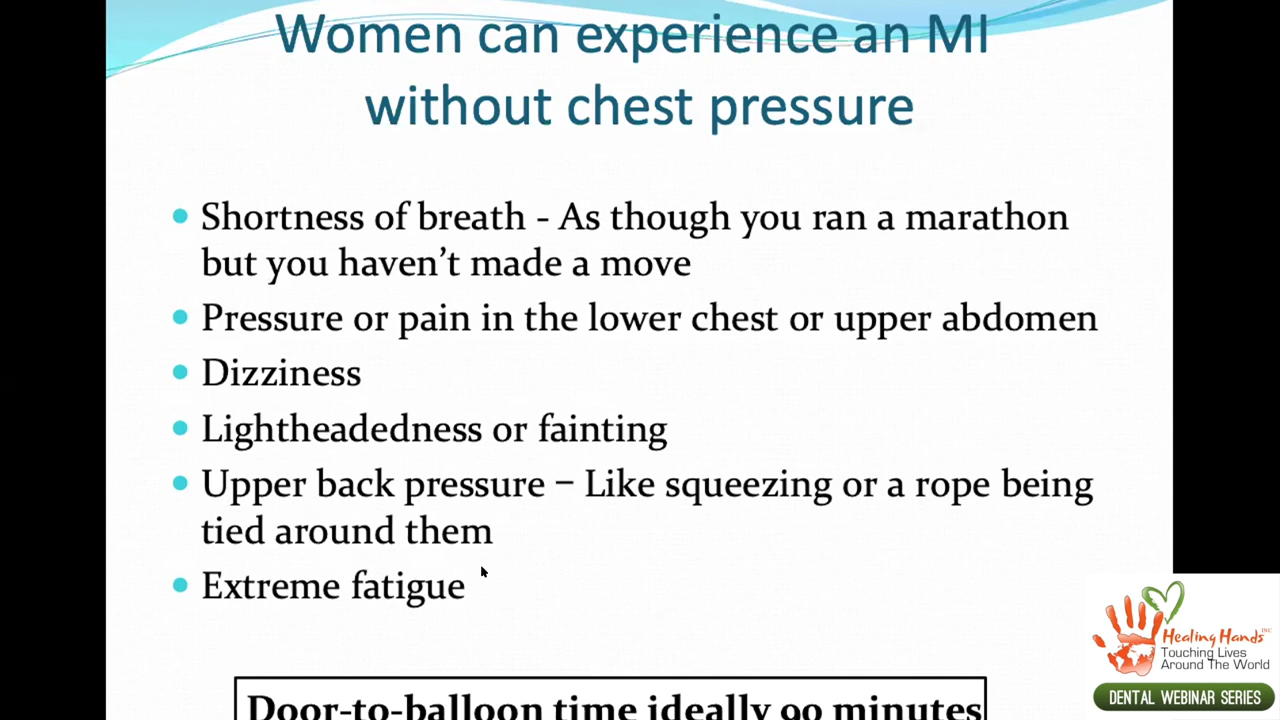 Women can experience an MI
without chest pressure
Shortness of breath - As though you ran a marathon
but you haven't made a move
Pressure or pain in the lower chest or upper abdomen
Dizziness
Lightheadedness or fainting
Upper back pressure – Like squeezing or a rope being
tied around them
Extreme fatigue
Door-to-balloon time ideally 90 minutes
Healing Hands INC
Touching Lives
Around The World
DENTAL WEBINAR SERIES